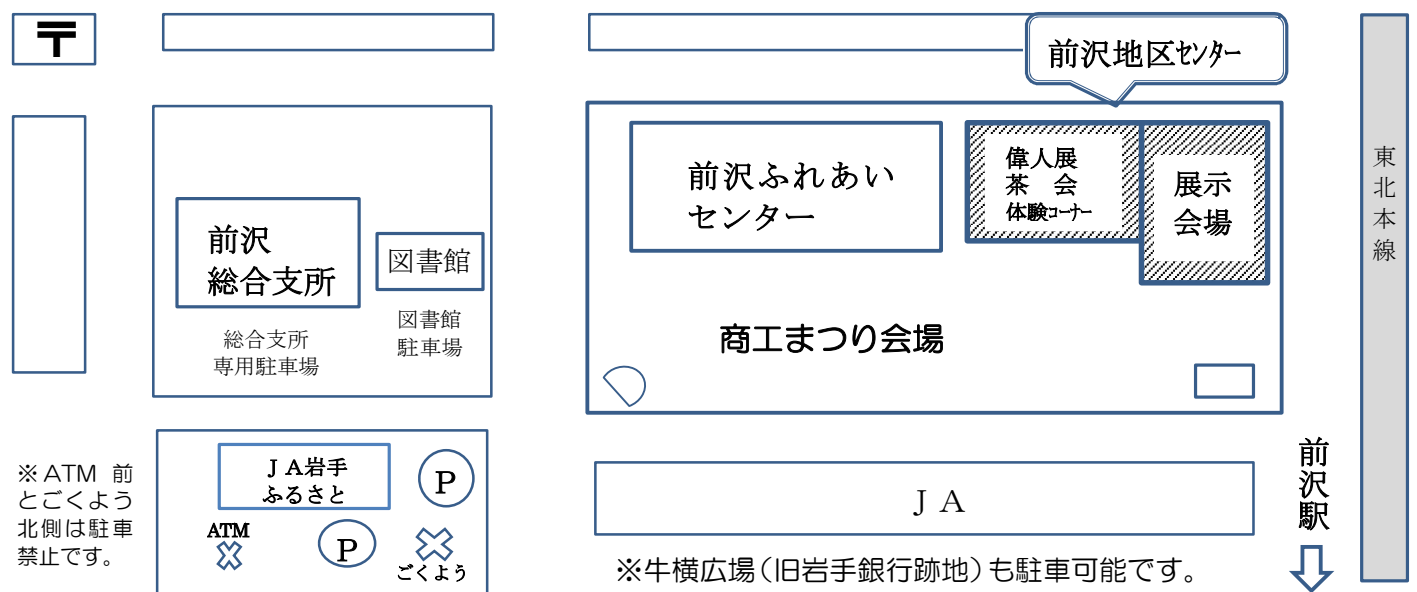 〒
前沢地区ｾﾝﾀｰ
前沢ふれあい
センター
偉人展
茶　会
体験ｺｰﾅｰ
展示
会場
東北本線
前沢
総合支所
図書館
総合支所
専用駐車場
図書館
駐車場
商工まつり会場
※ATM 前
とごくよう
北側は駐車
禁止です。
ＪＡ岩手
ふるさと
P
ATM
P
ごくよう
ＪＡ
※牛横広場（旧岩手銀行跡地）も駐車可能です。
前沢駅